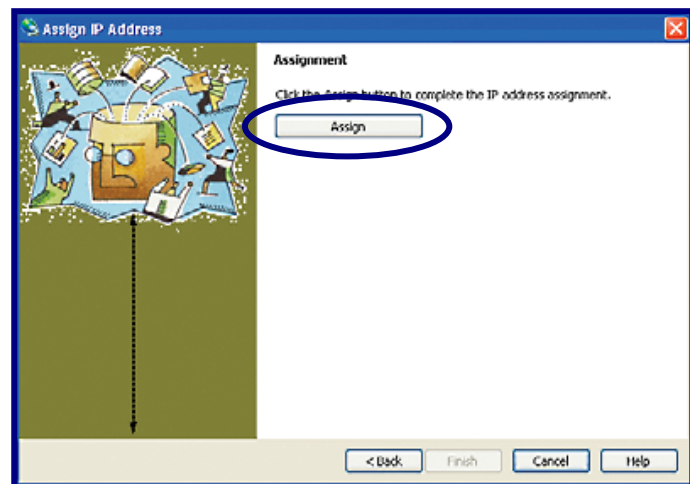 Assign IP Address
Assignment
Click the Assign button to complete the IP address assignment.
Assign
< Back
Finish
Cancel
Help